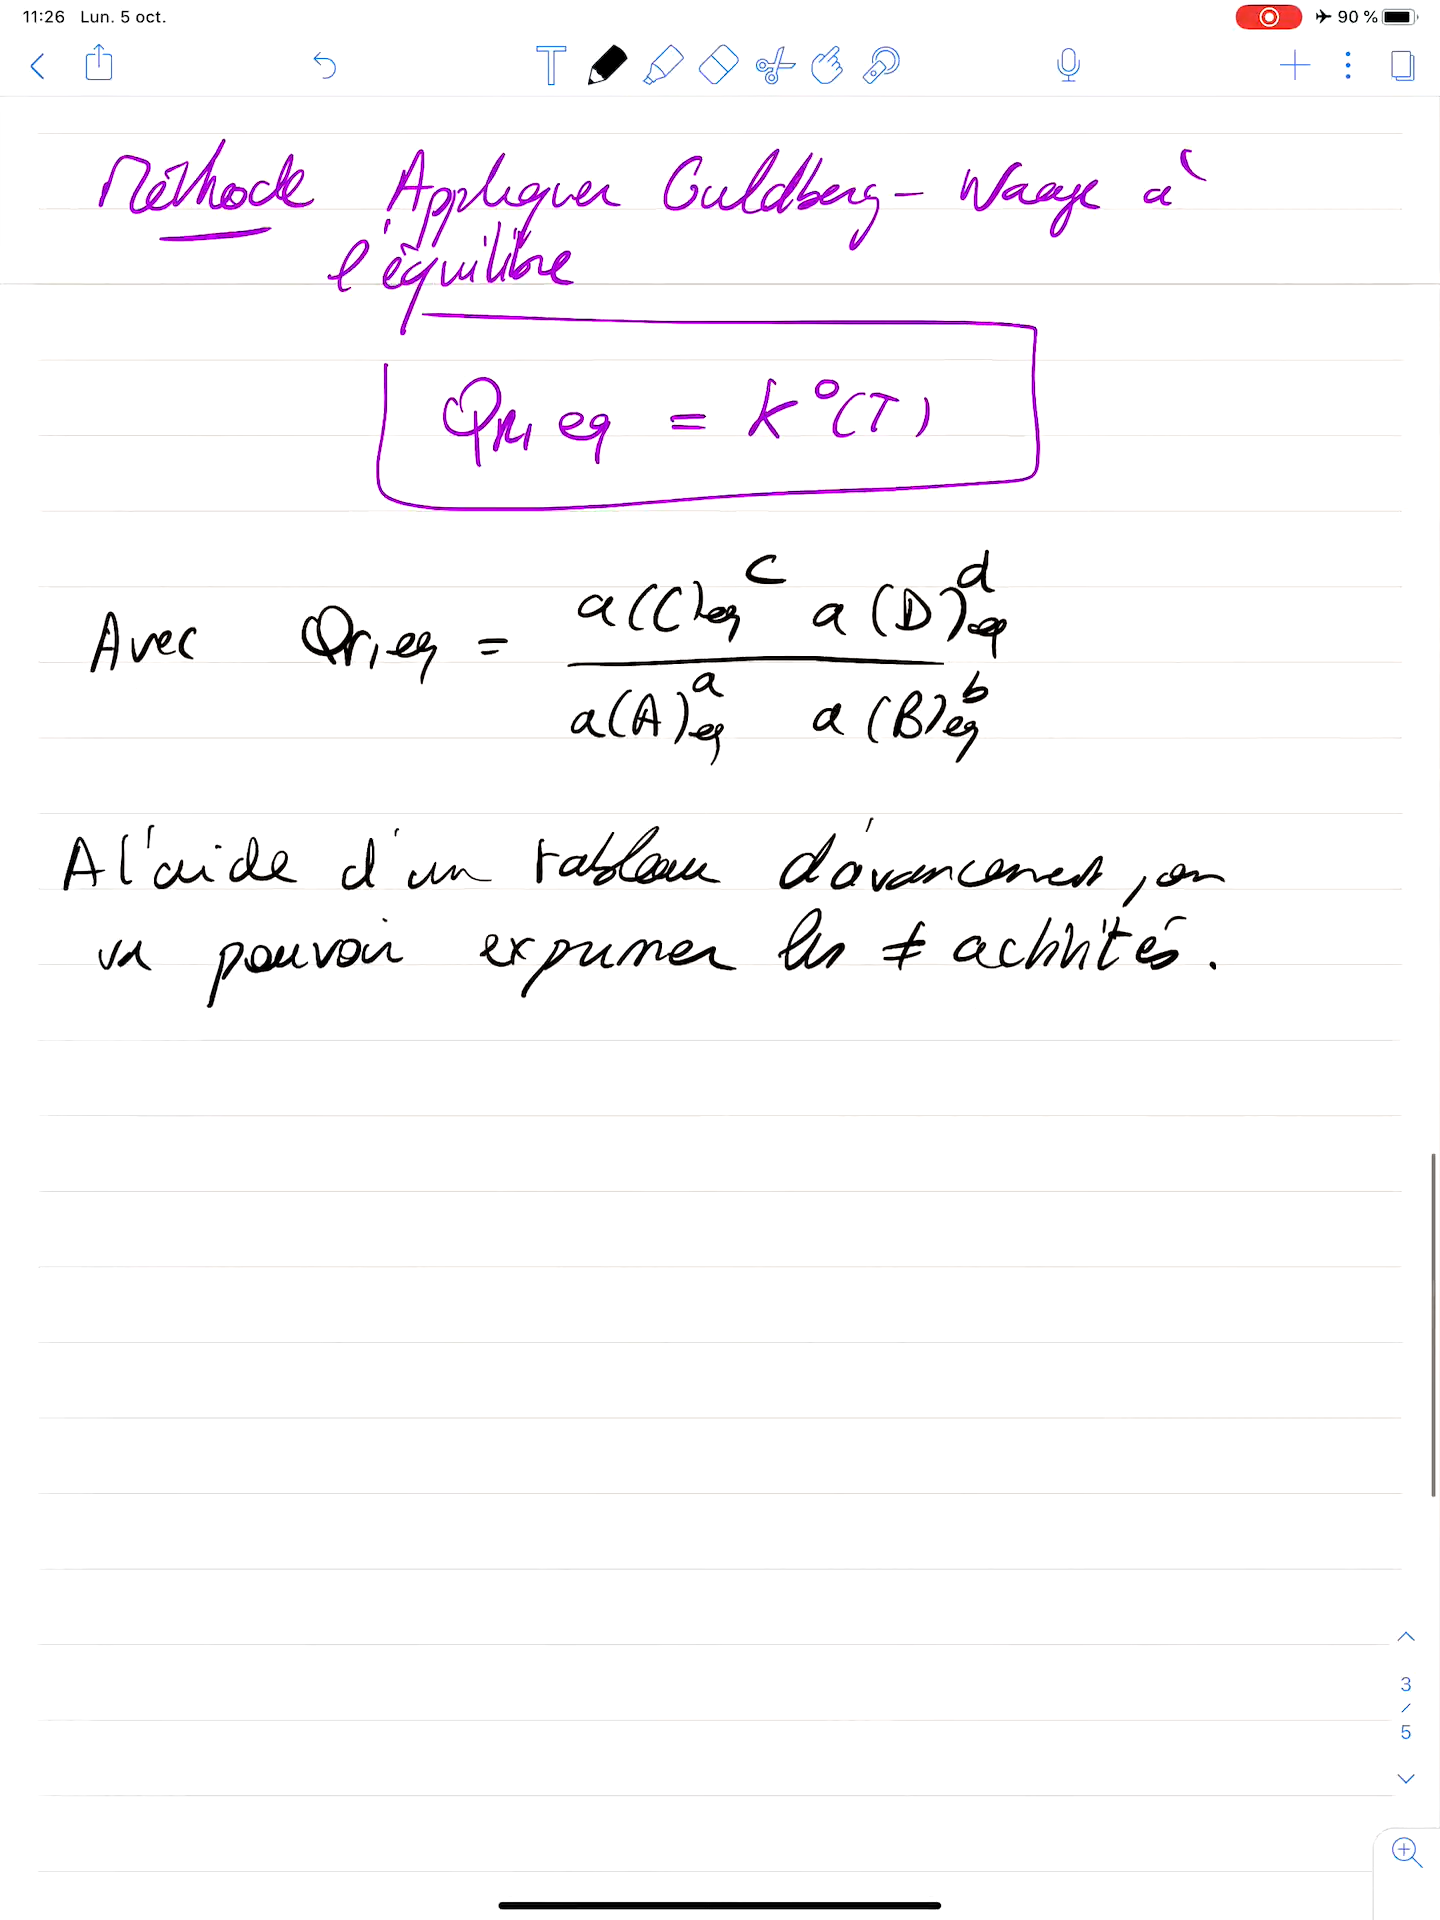 11:26 Lun. 5 oct. 90 %
T
Méthode Appliquer Guldberg-Waage à
l'équilibre
Qr,eq = K°(T)
Avec Qr,eq = a(C)eq^c a(D)eq^d
a(A)eq^a a(B)eq^b
A l'aide d'un tableau d'avancement, on
va pouvoir exprimer les ≠ activités.
3
/
5